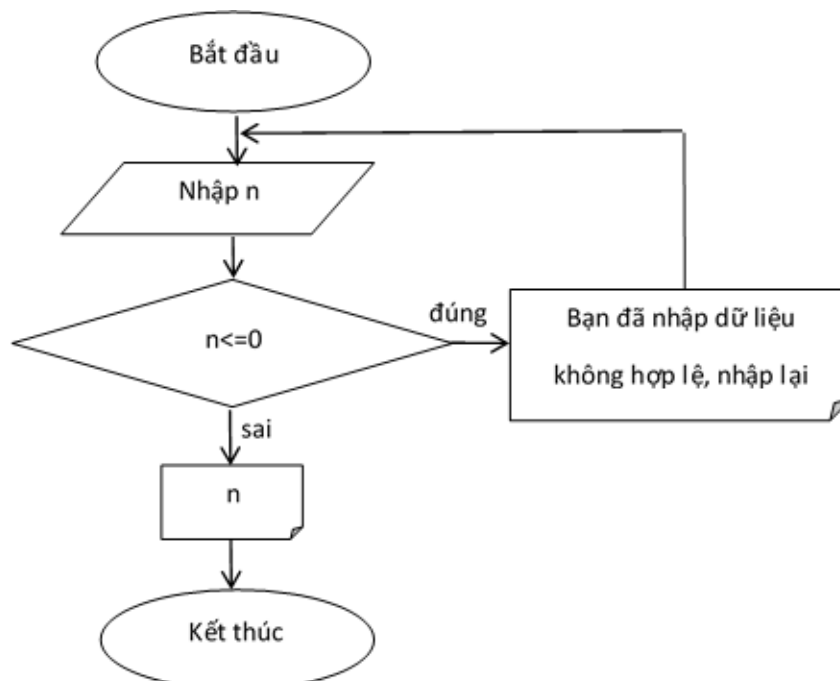 Bắt đầu
Nhập n
n<=0
đúng
Bạn đã nhập dữ liệu
không hợp lệ, nhập lại
sai
n
Kết thúc